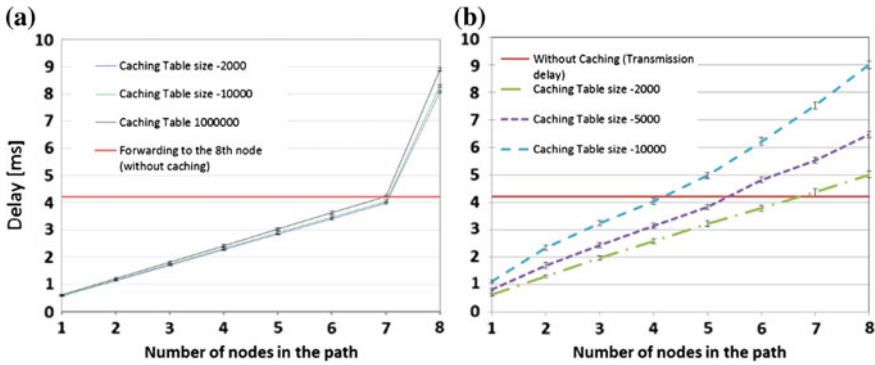 (a)
10
9
8
7
6
5
4
3
2
1
0
Delay [ms]
Caching Table size -2000
Caching Table size -10000
Caching Table 1000000
Forwarding to the 8th node
(without caching)
1 2 3 4 5 6 7 8
Number of nodes in the path
(b)
10
9
8
7
6
5
4
3
2
1
0
Without Caching (Transmission
delay)
Caching Table size -2000
Caching Table size -5000
Caching Table size -10000
1 2 3 4 5 6 7 8
Number of nodes in the path